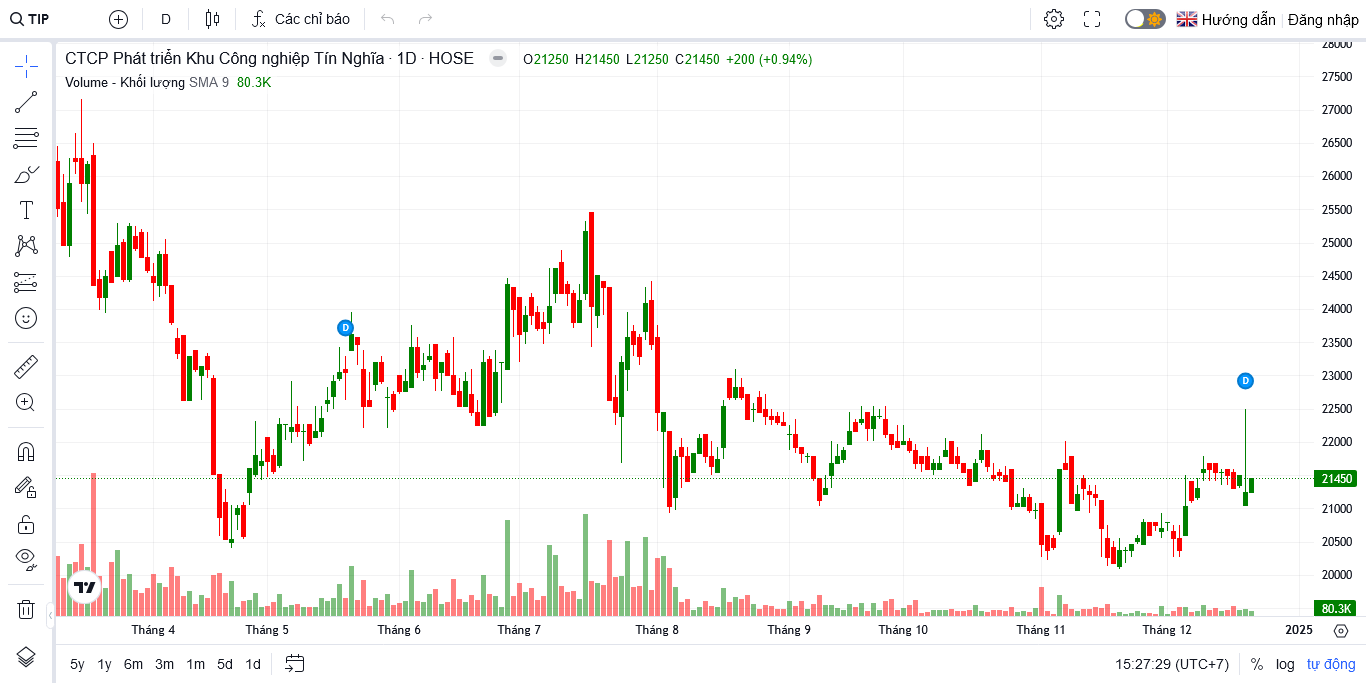 TIP D Các chỉ báo Hướng dẫn Đăng nhập
CTCP Phát triển Khu Công nghiệp Tín Nghĩa · 1D · HOSE O21250 H21450 L21250 C21450 +200 (+0.94%)
Volume - Khối lượng SMA 9 80.3K
28000
27500
27000
26500
26000
25500
25000
24500
24000
23500
23000
22500
22000
21450
21000
20500
20000
80.3K
D
D
Tháng 4 Tháng 5 Tháng 6 Tháng 7 Tháng 8 Tháng 9 Tháng 10 Tháng 11 Tháng 12 2025
5y 1y 6m 3m 1m 5d 1d 15:27:29 (UTC+7) % log tự động